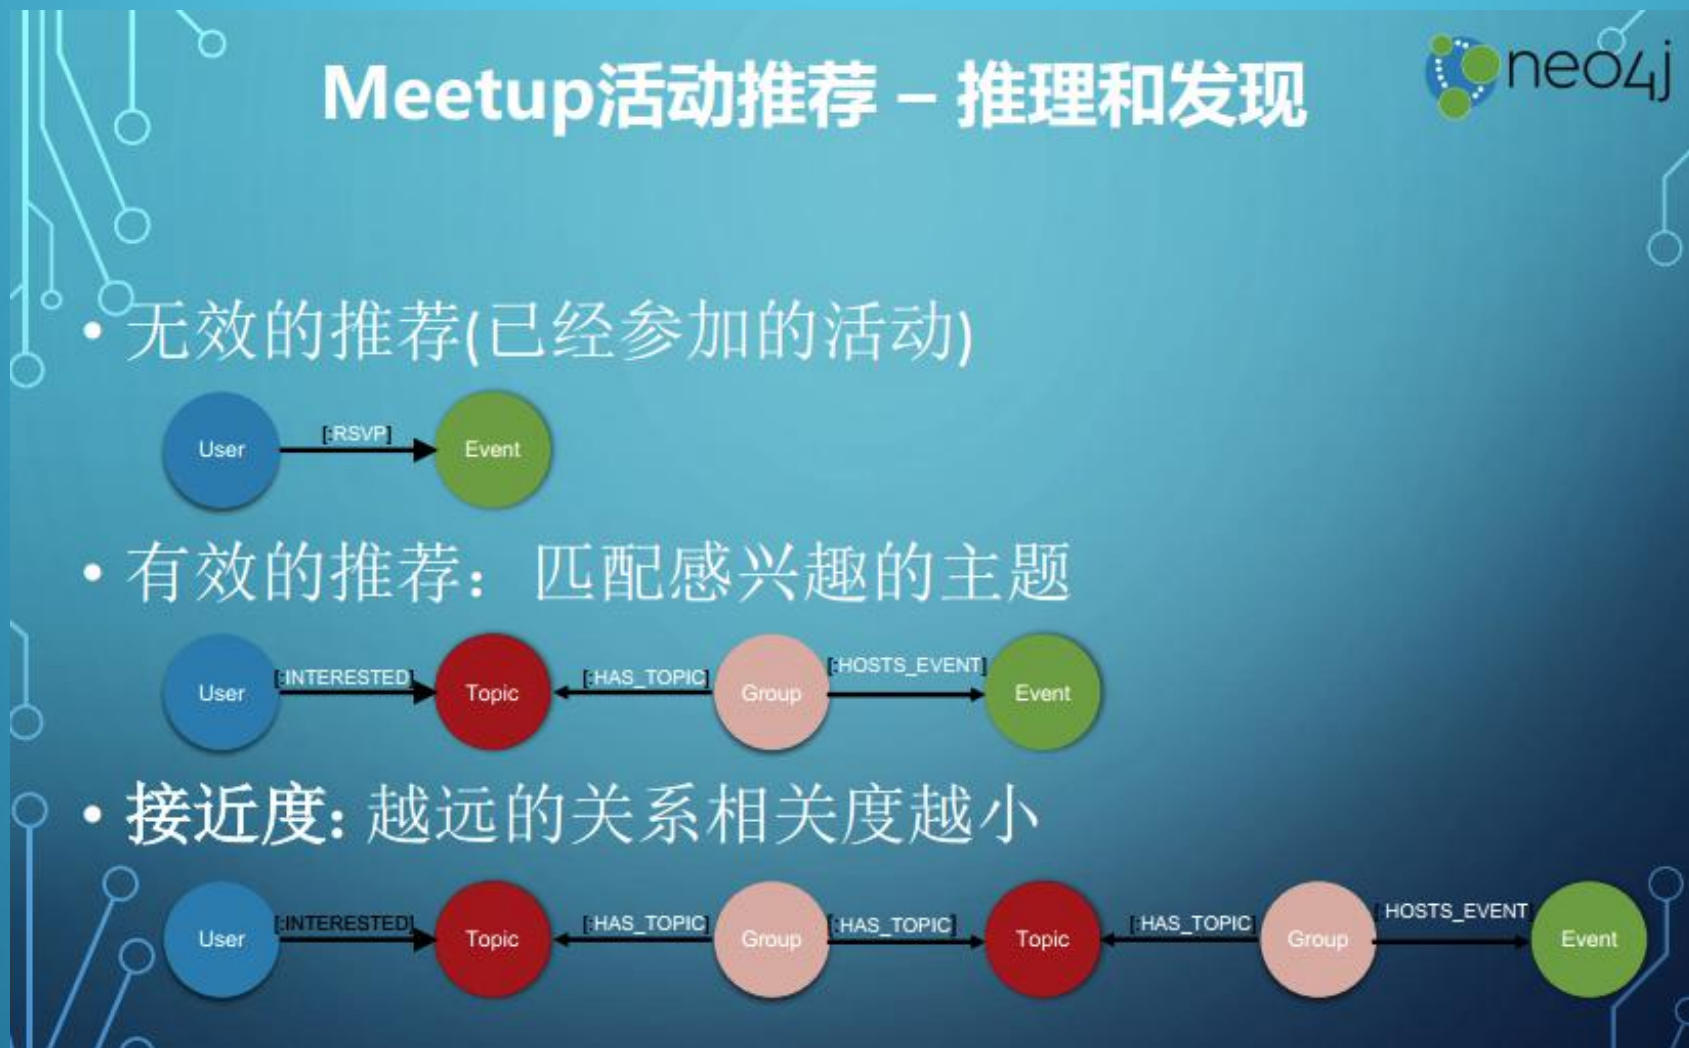 Meetup活动推荐 – 推理和发现
neo4j
• 无效的推荐(已经参加的活动)
User [:RSVP] Event
• 有效的推荐：匹配感兴趣的主题
User [:INTERESTED] Topic [:HAS_TOPIC] Group [:HOSTS_EVENT] Event
• 接近度: 越远的关系相关度越小
User [:INTERESTED] Topic [:HAS_TOPIC] Group [:HAS_TOPIC] Topic [:HAS_TOPIC] Group [:HOSTS_EVENT] Event